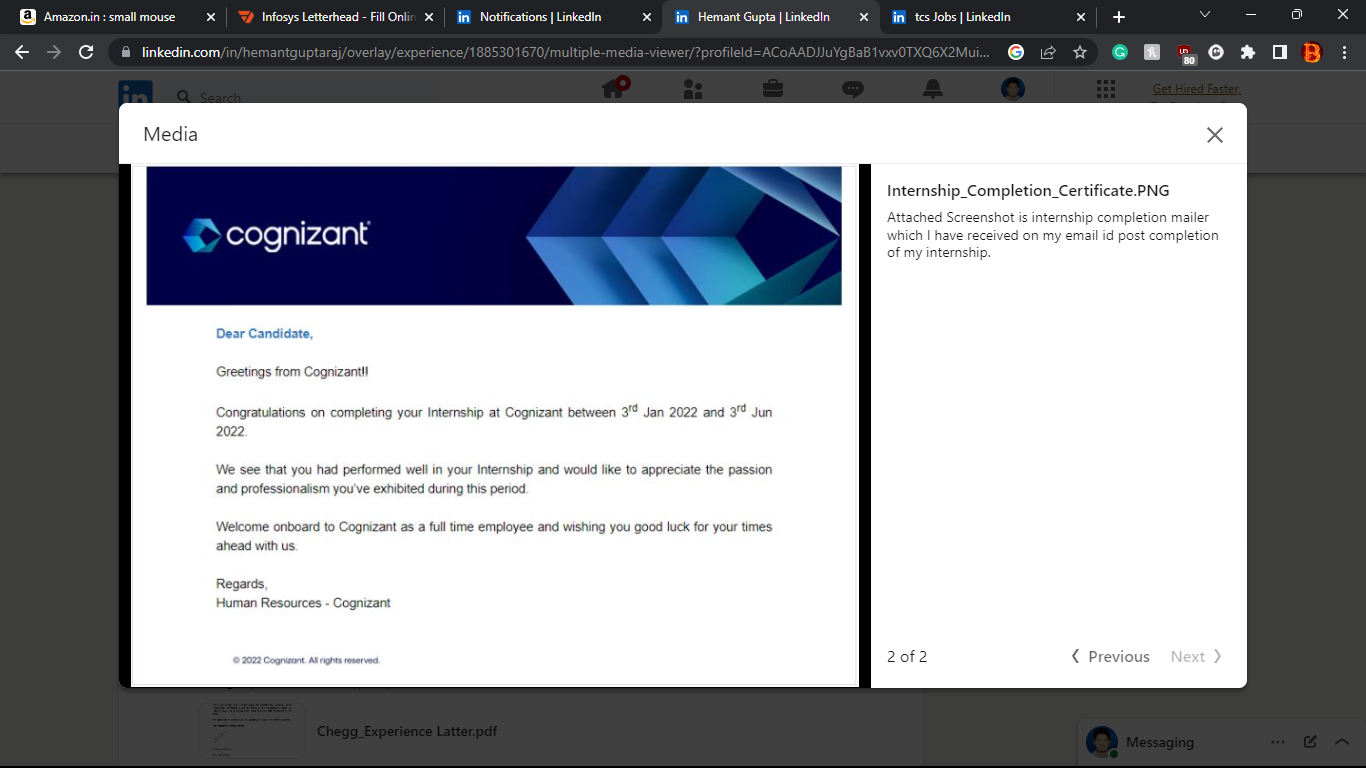 Amazon.in : small mouse
Infosys Letterhead - Fill Onlin
Notifications | LinkedIn
Hemant Gupta | LinkedIn
tcs Jobs | LinkedIn
linkedin.com/in/hemantguptaraj/overlay/experience/1885301670/multiple-media-viewer/?profileId=ACoAADJJuYgBaB1vxv0TXQ6X2Mui...
80
in
Search
Get Hired Faster,
Media
cognizant
Dear Candidate,
Greetings from Cognizant!!
Congratulations on completing your Internship at Cognizant between 3rd Jan 2022 and 3rd Jun
2022.
We see that you had performed well in your Internship and would like to appreciate the passion
and professionalism you've exhibited during this period.
Welcome onboard to Cognizant as a full time employee and wishing you good luck for your times
ahead with us.
Regards,
Human Resources - Cognizant
© 2022 Cognizant. All rights reserved.
Internship_Completion_Certificate.PNG
Attached Screenshot is internship completion mailer
which I have received on my email id post completion
of my internship.
2 of 2
Previous
Next
Chegg_Experience Latter.pdf
Messaging